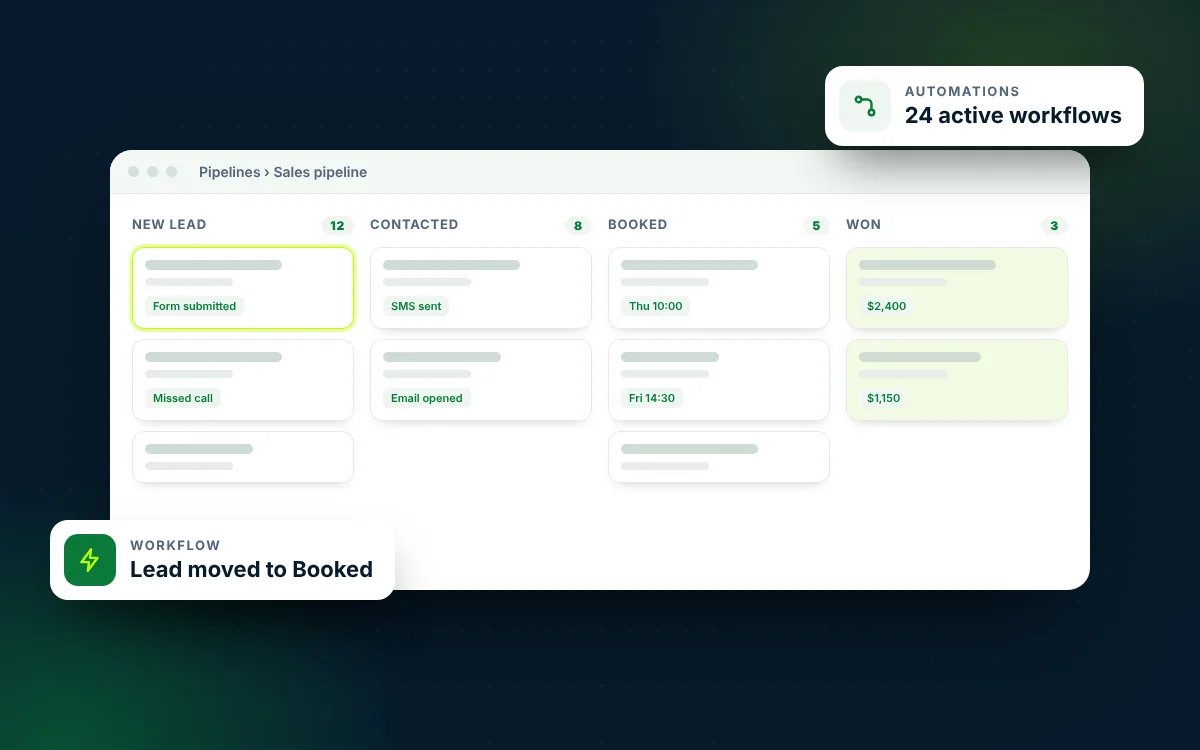 AUTOMATIONS
24 active workflows
Pipelines › Sales pipeline
NEW LEAD 12
CONTACTED 8
BOOKED 5
WON 3
Form submitted
SMS sent
Thu 10:00
$2,400
Missed call
Email opened
Fri 14:30
$1,150
WORKFLOW
Lead moved to Booked